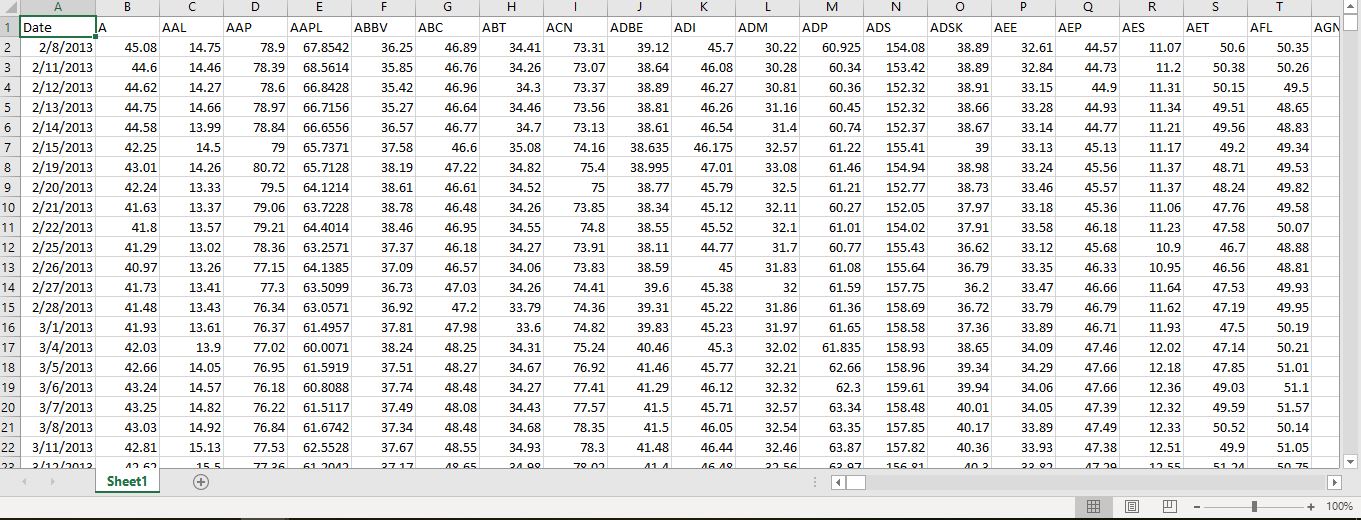 A B C D E F G H I J K L M N O P Q R S T
1 Date A AAL AAP AAPL ABBV ABC ABT ACN ADBE ADI ADM ADP ADS ADSK AEE AEP AES AET AFL AGN
2 2/8/2013 45.08 14.75 78.9 67.8542 36.25 46.89 34.41 73.31 39.12 45.7 30.22 60.925 154.08 38.89 32.61 44.57 11.07 50.6 50.35
3 2/11/2013 44.6 14.46 78.39 68.5614 35.85 46.76 34.26 73.07 38.64 46.08 30.28 60.34 153.42 38.89 32.84 44.73 11.2 50.38 50.26
4 2/12/2013 44.62 14.27 78.6 66.8428 35.42 46.96 34.3 73.37 38.89 46.27 30.81 60.36 152.32 38.91 33.15 44.9 11.31 50.15 49.5
5 2/13/2013 44.75 14.66 78.97 66.7156 35.27 46.64 34.46 73.56 38.81 46.26 31.16 60.45 152.32 38.66 33.28 44.93 11.34 49.51 48.65
6 2/14/2013 44.58 13.99 78.84 66.6556 36.57 46.77 34.7 73.13 38.61 46.54 31.4 60.74 152.37 38.67 33.14 44.77 11.21 49.56 48.83
7 2/15/2013 42.25 14.5 79 65.7371 37.58 46.6 35.08 74.16 38.635 46.175 32.57 61.22 155.41 39 33.13 45.13 11.17 49.2 49.34
8 2/19/2013 43.01 14.26 80.72 65.7128 38.19 47.22 34.82 75.4 38.995 47.01 33.08 61.46 154.94 38.98 33.24 45.56 11.37 48.71 49.53
9 2/20/2013 42.24 13.33 79.5 64.1214 38.61 46.61 34.52 75 38.77 45.79 32.5 61.21 152.77 38.73 33.46 45.57 11.37 48.24 49.82
10 2/21/2013 41.63 13.37 79.06 63.7228 38.78 46.48 34.26 73.85 38.34 45.12 32.11 60.27 152.05 37.97 33.18 45.36 11.06 47.76 49.58
11 2/22/2013 41.8 13.57 79.21 64.4014 38.46 46.95 34.55 74.8 38.55 45.52 32.1 61.01 154.02 37.91 33.58 46.18 11.23 47.58 50.07
12 2/25/2013 41.29 13.02 78.36 63.2571 37.37 46.18 34.27 73.91 38.11 44.77 31.7 60.77 155.43 36.62 33.12 45.68 10.9 46.7 48.88
13 2/26/2013 40.97 13.26 77.15 64.1385 37.09 46.57 34.06 73.83 38.59 45 31.83 61.08 155.64 36.79 33.35 46.33 10.95 46.56 48.81
14 2/27/2013 41.73 13.41 77.3 63.5099 36.73 47.03 34.26 74.41 39.6 45.38 32 61.59 157.75 36.2 33.47 46.66 11.64 47.53 49.93
15 2/28/2013 41.48 13.43 76.34 63.0571 36.92 47.2 33.79 74.36 39.31 45.22 31.86 61.36 158.69 36.72 33.79 46.79 11.62 47.19 49.95
16 3/1/2013 41.93 13.61 76.37 61.4957 37.81 47.98 33.6 74.82 39.83 45.23 31.97 61.65 158.58 37.36 33.89 46.71 11.93 47.5 50.19
17 3/4/2013 42.03 13.9 77.02 60.0071 38.24 48.25 34.31 75.24 40.46 45.3 32.02 61.835 158.93 38.65 34.09 47.46 12.02 47.14 50.21
18 3/5/2013 42.66 14.05 76.95 61.5919 37.51 48.27 34.67 76.92 41.46 45.77 32.21 62.66 158.96 39.34 34.29 47.66 12.18 47.85 51.01
19 3/6/2013 43.24 14.57 76.18 60.8088 37.74 48.48 34.27 77.41 41.29 46.12 32.32 62.3 159.61 39.94 34.06 47.66 12.36 49.03 51.1
20 3/7/2013 43.25 14.82 76.22 61.5117 37.49 48.08 34.43 77.57 41.5 45.71 32.57 63.34 158.48 40.01 34.05 47.39 12.32 49.59 51.57
21 3/8/2013 43.03 14.92 76.84 61.6742 37.34 48.48 34.68 78.35 41.5 46.05 32.54 63.35 157.85 40.17 33.89 47.49 12.33 50.52 50.14
22 3/11/2013 42.81 15.13 77.53 62.5528 37.67 48.55 34.93 78.3 41.48 46.44 32.46 63.87 157.82 40.36 33.93 47.38 12.51 49.9 51.05
23 3/12/2013 42.62 15.5 77.36 61.2042 37.17 48.65 34.98 78.02 41.4 46.48 32.56 63.97 156.81 40.3 33.82 47.29 12.55 51.24 50.75
Sheet1
100%